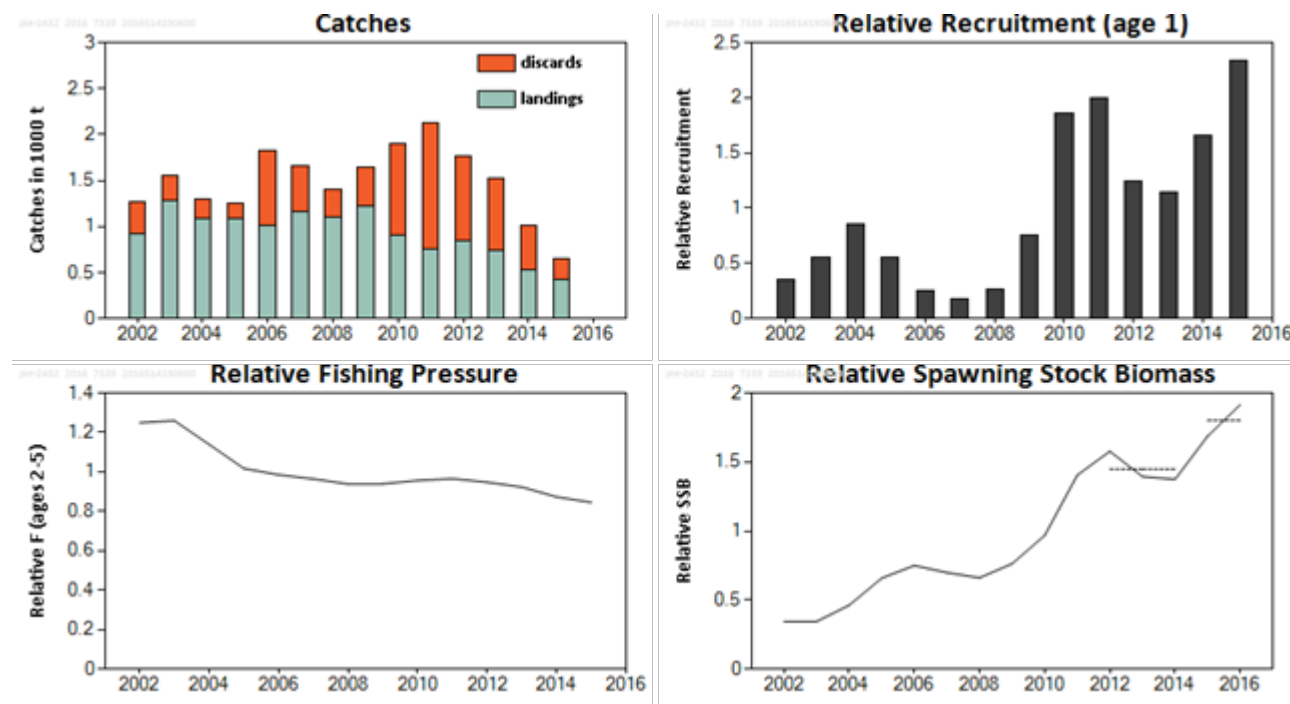 Catches
3
2.5
2
1.5
1
0.5
0
Catches in 1000 t
discards
landings
2002 2004 2006 2008 2010 2012 2014 2016
Relative Recruitment (age 1)
2.5
2
1.5
1
0.5
0
Relative Recruitment
2002 2004 2006 2008 2010 2012 2014 2016
Relative Fishing Pressure
1.4
1.2
1
0.8
0.6
0.4
0.2
0
Relative F (ages 2-5)
2002 2004 2006 2008 2010 2012 2014 2016
Relative Spawning Stock Biomass
2
1.5
1
0.5
0
Relative SSB
2002 2004 2006 2008 2010 2012 2014 2016